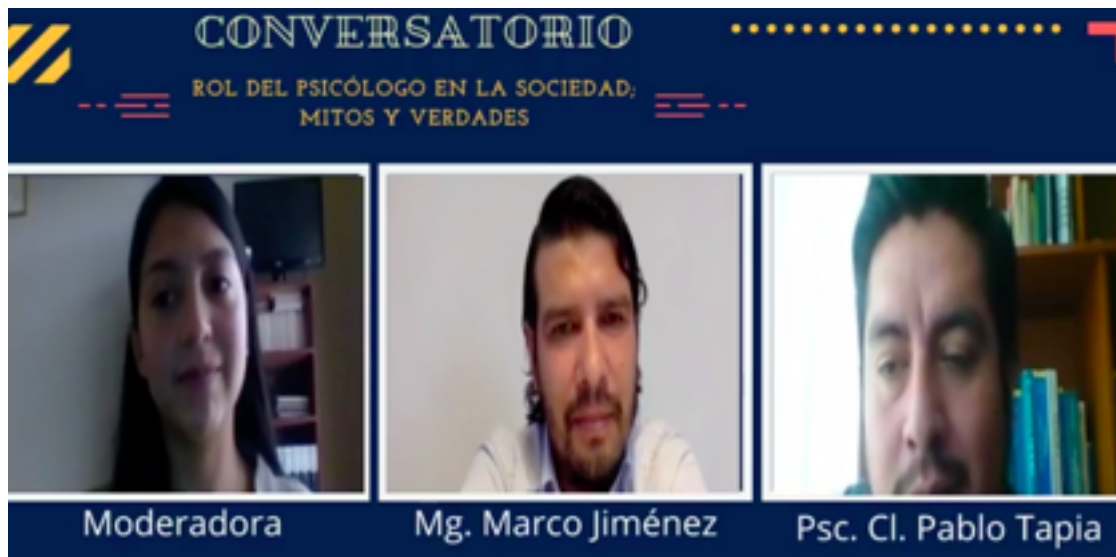 CONVERSATORIO
ROL DEL PSICÓLOGO EN LA SOCIEDAD;
MITOS Y VERDADES
Moderadora
Mg. Marco Jiménez
Psc. Cl. Pablo Tapia